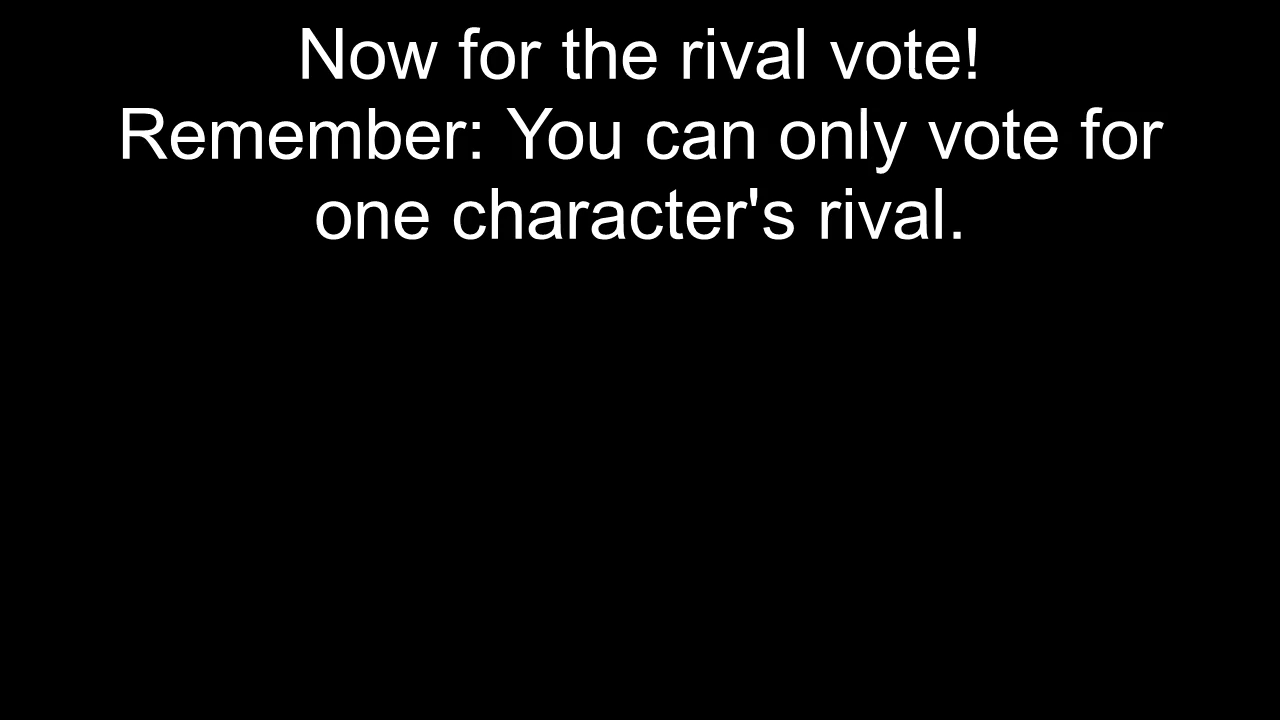 Now for the rival vote!
Remember: You can only vote for
one character's rival.